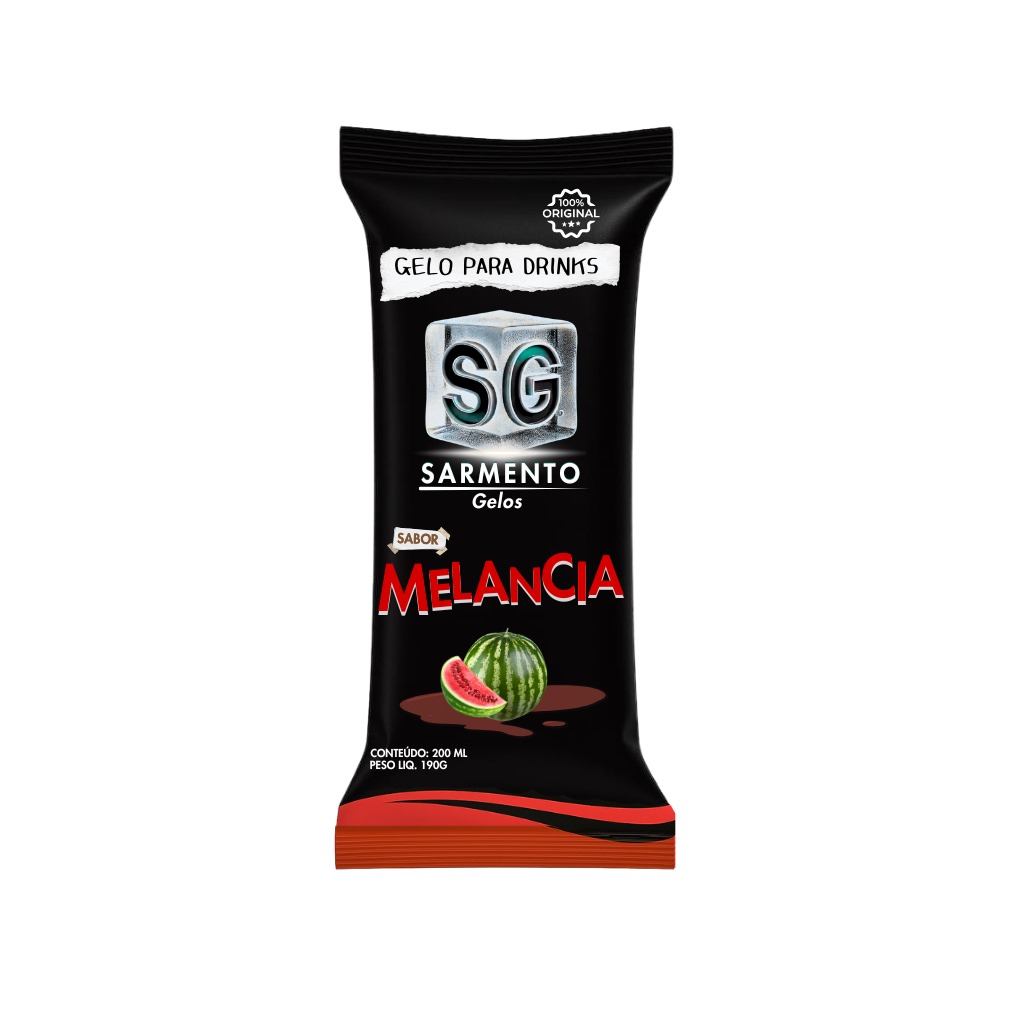 100%
ORIGINAL
GELO PARA DRINKS
SG
SARMENTO
Gelos
SABOR
MELANCIA
CONTEÚDO: 200 ML
PESO LIQ. 190G